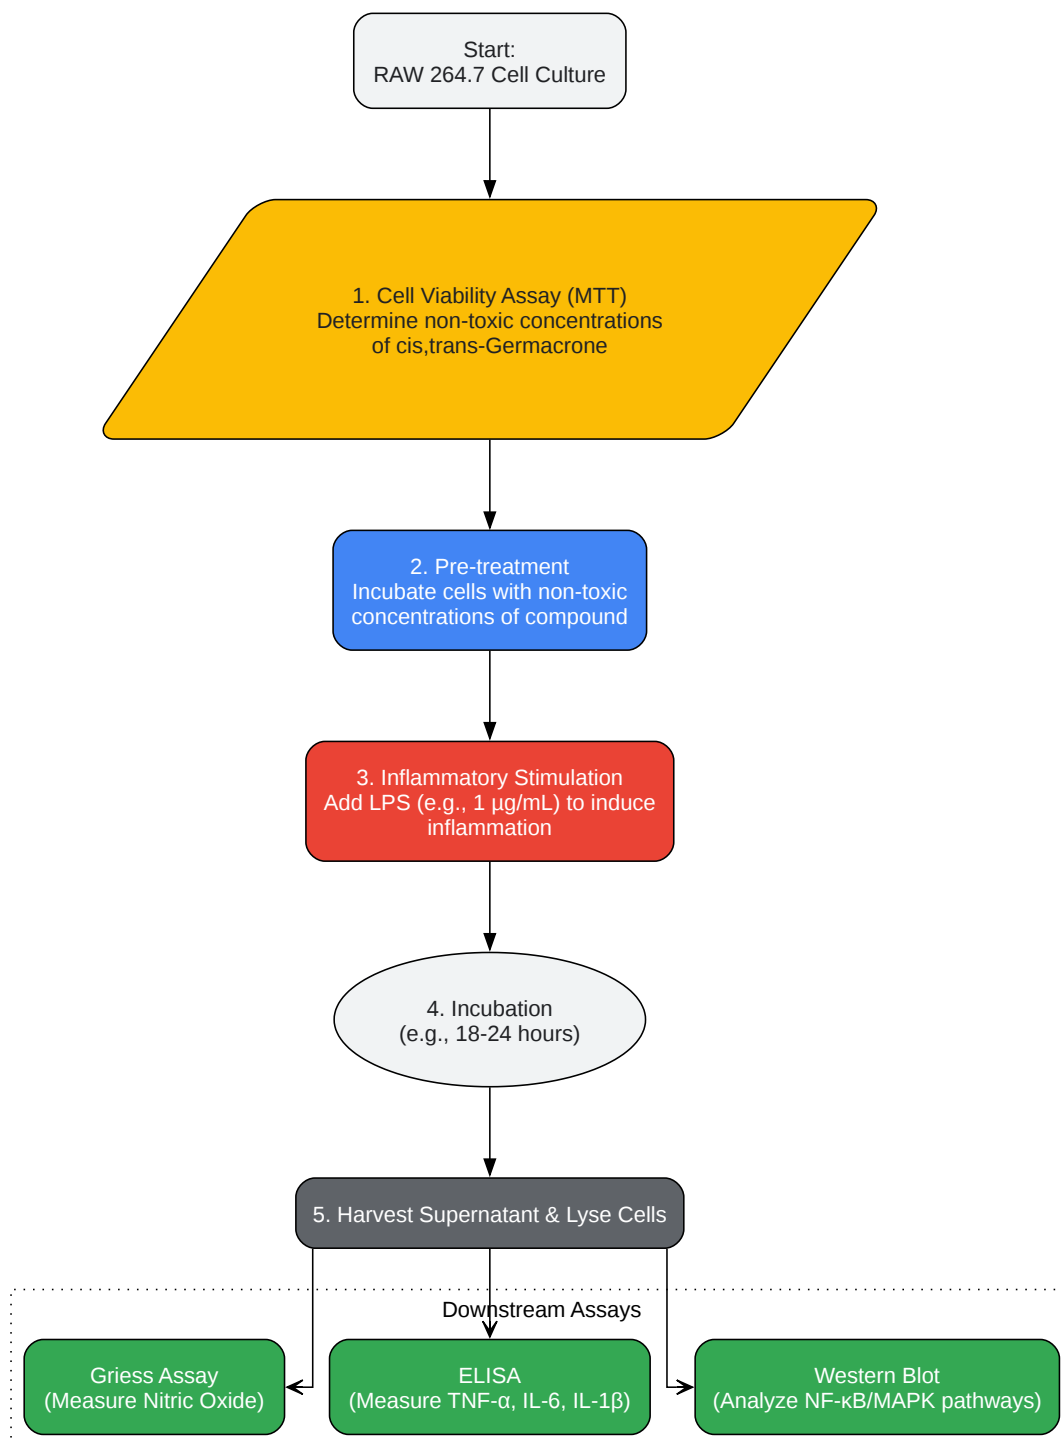 Start:
RAW 264.7 Cell Culture
1. Cell Viability Assay (MTT)
Determine non-toxic concentrations
of cis,trans-Germacrone
2. Pre-treatment
Incubate cells with non-toxic
concentrations of compound
3. Inflammatory Stimulation
Add LPS (e.g., 1 µg/mL) to induce
inflammation
4. Incubation
(e.g., 18-24 hours)
5. Harvest Supernatant & Lyse Cells
Downstream Assays
Griess Assay
(Measure Nitric Oxide)
ELISA
(Measure TNF-α, IL-6, IL-1β)
Western Blot
(Analyze NF-κB/MAPK pathways)